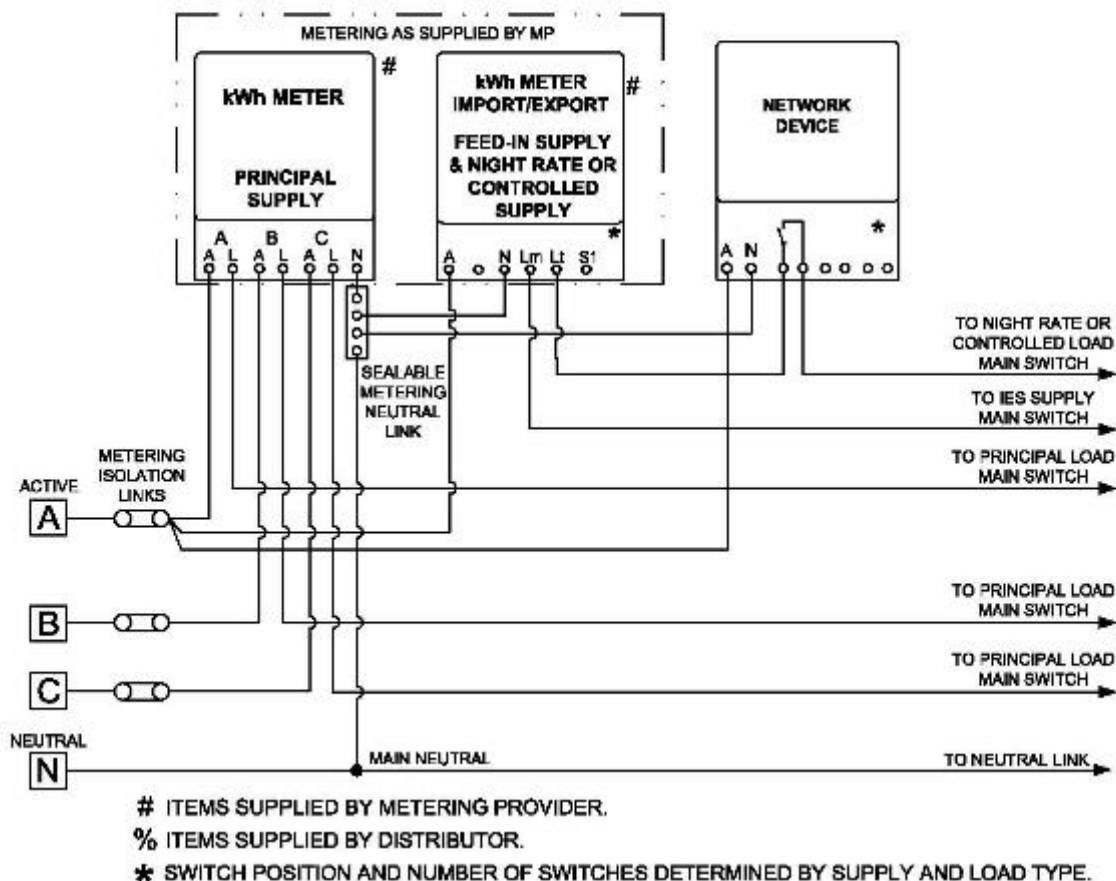 METERING AS SUPPLIED BY MP
kWh METER
PRINCIPAL
SUPPLY
#
A B C
A L A L A L N
kWh METER
IMPORT/EXPORT
FEED-IN SUPPLY
& NIGHT RATE OR
CONTROLLED
SUPPLY
#
*
A N Lm Lt S1
NETWORK
DEVICE
*
A N
SEALABLE
METERING
NEUTRAL
LINK
TO NIGHT RATE OR
CONTROLLED LOAD
MAIN SWITCH
TO IES SUPPLY
MAIN SWITCH
TO PRINCIPAL LOAD
MAIN SWITCH
METERING
ISOLATION
LINKS
ACTIVE
A
B
TO PRINCIPAL LOAD
MAIN SWITCH
C
TO PRINCIPAL LOAD
MAIN SWITCH
NEUTRAL
N
MAIN NEUTRAL
TO NEUTRAL LINK
# ITEMS SUPPLIED BY METERING PROVIDER.
% ITEMS SUPPLIED BY DISTRIBUTOR.
* SWITCH POSITION AND NUMBER OF SWITCHES DETERMINED BY SUPPLY AND LOAD TYPE.